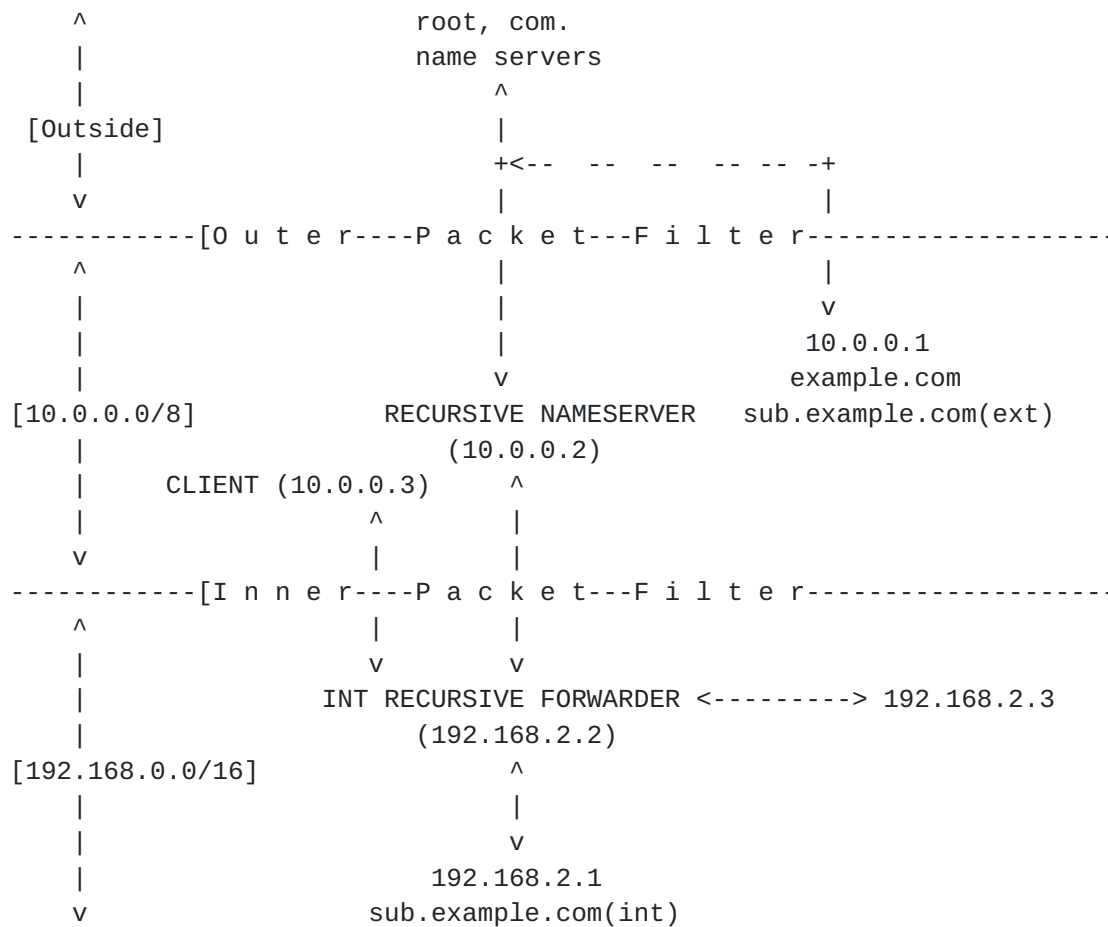 ^ root, com.
| name servers
| ^
[Outside] |
| +<-- -- -- -- -- -+
v | |
------------[O u t e r----P a c k e t---F i l t e r--------------------
^ | |
| | v
| | 10.0.0.1
| v example.com
[10.0.0.0/8] RECURSIVE NAMESERVER sub.example.com(ext)
| (10.0.0.2)
| CLIENT (10.0.0.3) ^
| ^ |
v | |
------------[I n n e r----P a c k e t---F i l t e r--------------------
^ | |
| v v
| INT RECURSIVE FORWARDER <---------> 192.168.2.3
| (192.168.2.2)
[192.168.0.0/16] ^
| |
| v
| 192.168.2.1
v sub.example.com(int)